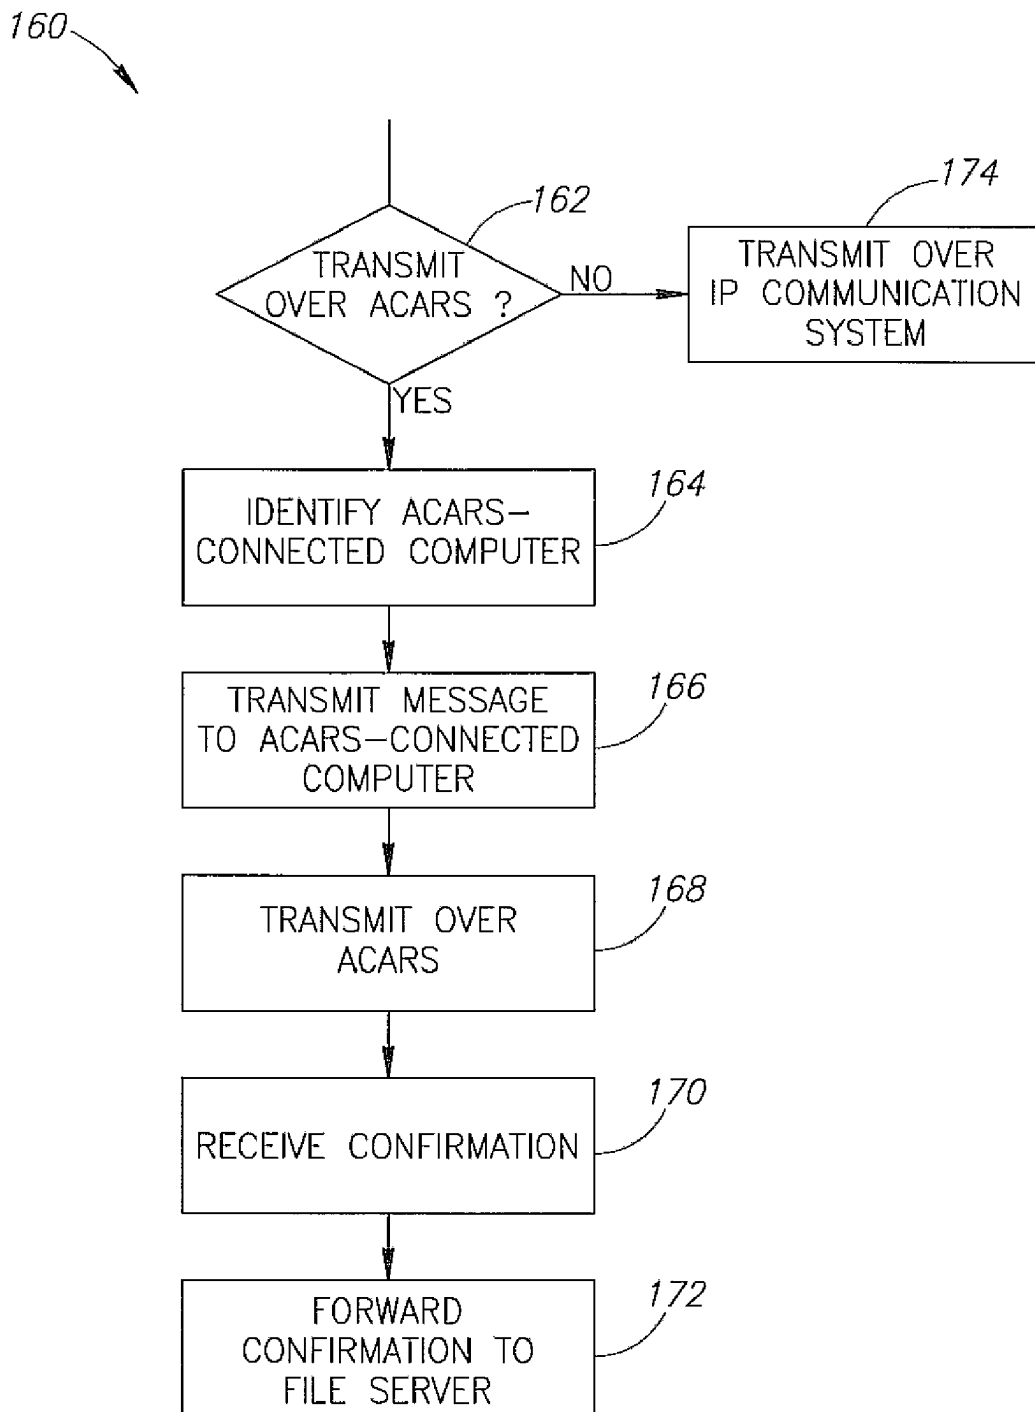 160
162
174
TRANSMIT
OVER ACARS ?
NO
TRANSMIT OVER
IP COMMUNICATION
SYSTEM
YES
164
IDENTIFY ACARS–
CONNECTED COMPUTER
166
TRANSMIT MESSAGE
TO ACARS–CONNECTED
COMPUTER
168
TRANSMIT OVER
ACARS
170
RECEIVE CONFIRMATION
172
FORWARD
CONFIRMATION TO
FILE SERVER